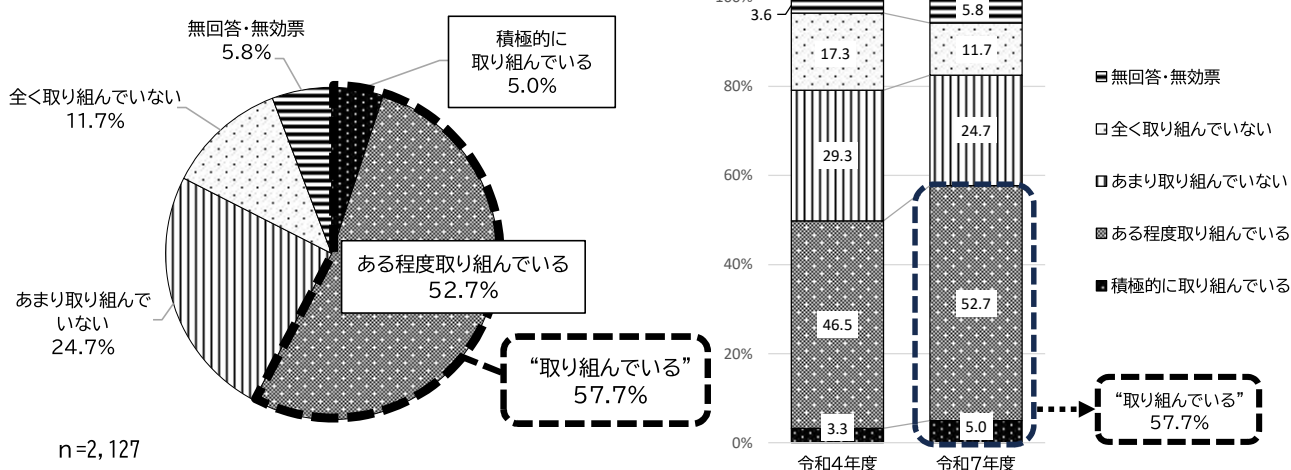 無回答・無効票
5.8%
積極的に
取り組んでいる
5.0%
全く取り組んでいない
11.7%
ある程度取り組んでいる
52.7%
あまり取り組んで
いない
24.7%
“取り組んでいる”
57.7%
n=2,127
100%
80%
60%
40%
20%
0%
3.6
17.3
29.3
46.5
3.3
令和4年度
5.8
11.7
24.7
52.7
5.0
令和7年度
無回答・無効票
全く取り組んでいない
あまり取り組んでいない
ある程度取り組んでいる
積極的に取り組んでいる
“取り組んでいる”
57.7%